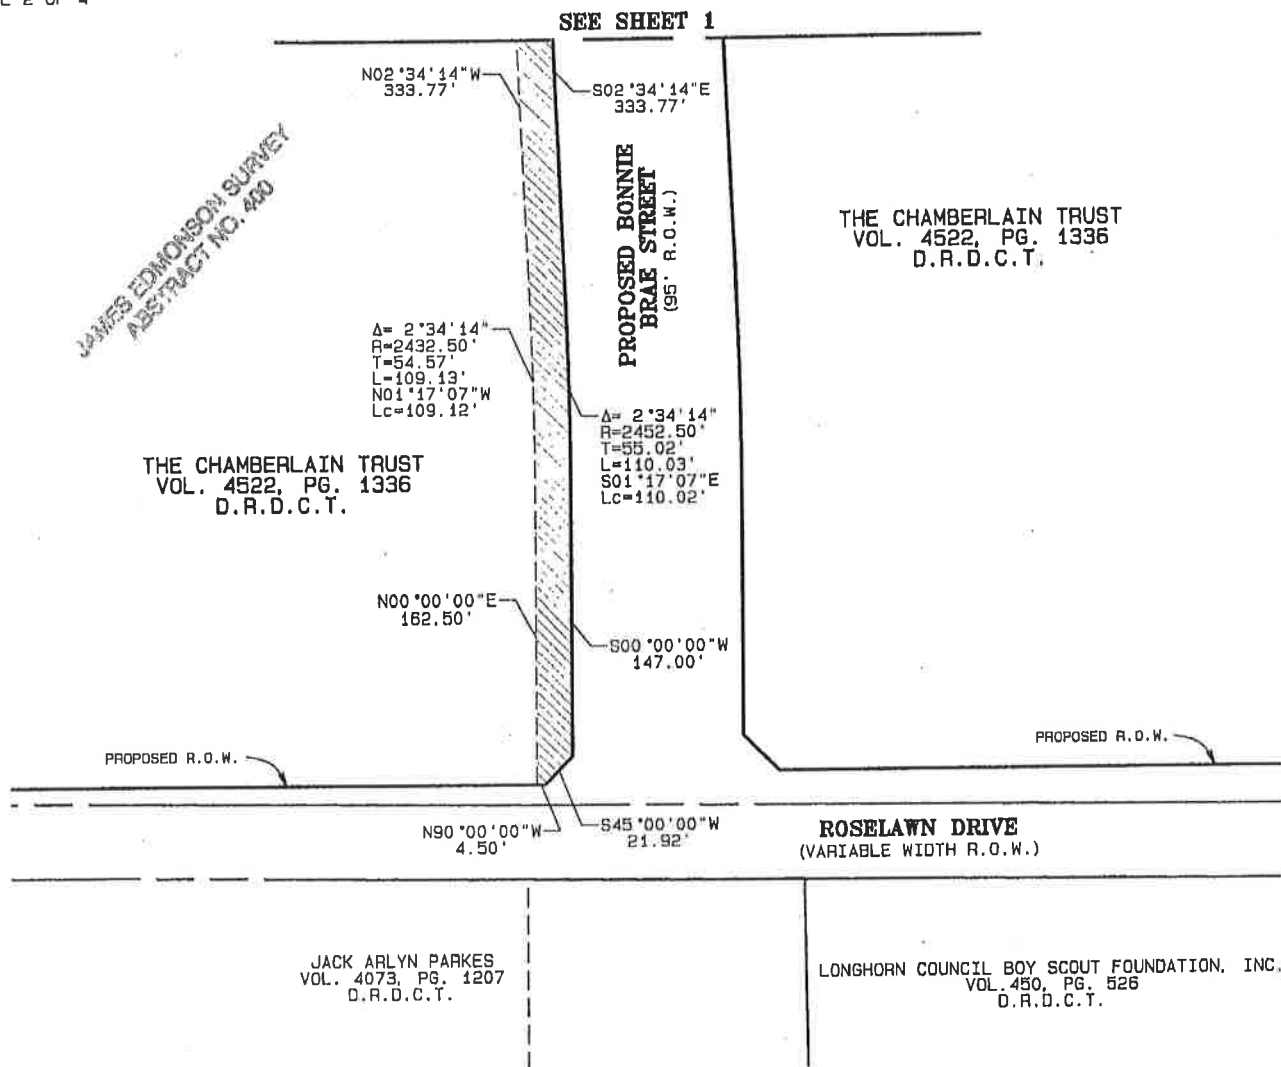 SEE SHEET 1
N02°34'14"W
333.77'
S02°34'14"E
333.77'
JAMES EDMONSON SURVEY
ABSTRACT NO. 400
PROPOSED BONNIE
BRAE STREET
(95' R.O.W.)
THE CHAMBERLAIN TRUST
VOL. 4522, PG. 1336
D.R.D.C.T.
Δ= 2°34'14"
R=2432.50'
T=54.57'
L=109.13'
N01°17'07"W
Lc=109.12'
Δ= 2°34'14"
R=2452.50'
T=55.02'
L=110.03'
S01°17'07"E
Lc=110.02'
THE CHAMBERLAIN TRUST
VOL. 4522, PG. 1336
D.R.D.C.T.
N00°00'00"E
162.50'
S00°00'00"W
147.00'
PROPOSED R.O.W.
PROPOSED R.O.W.
N90°00'00"W
4.50'
S45°00'00"W
21.92'
ROSELAWN DRIVE
(VARIABLE WIDTH R.O.W.)
JACK ARLYN PARKES
VOL. 4073, PG. 1207
D.R.D.C.T.
LONGHORN COUNCIL BOY SCOUT FOUNDATION, INC.
VOL.450, PG. 526
D.R.D.C.T.